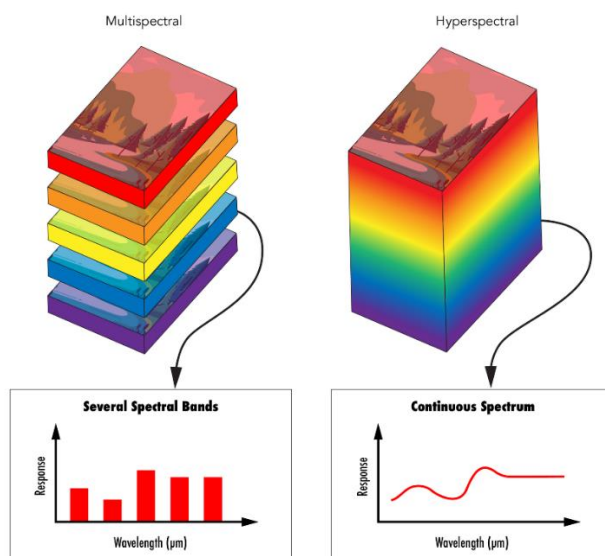 Multispectral
Hyperspectral
Several Spectral Bands
Response
Wavelength (µm)
Continuous Spectrum
Response
Wavelength (µm)